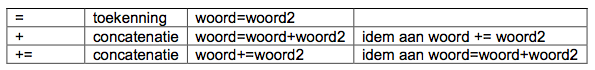 = toekenning woord=woord2
+ concatenatie woord=woord+woord2 idem aan woord += woord2
+= concatenatie woord+=woord2 idem aan woord=woord+woord2